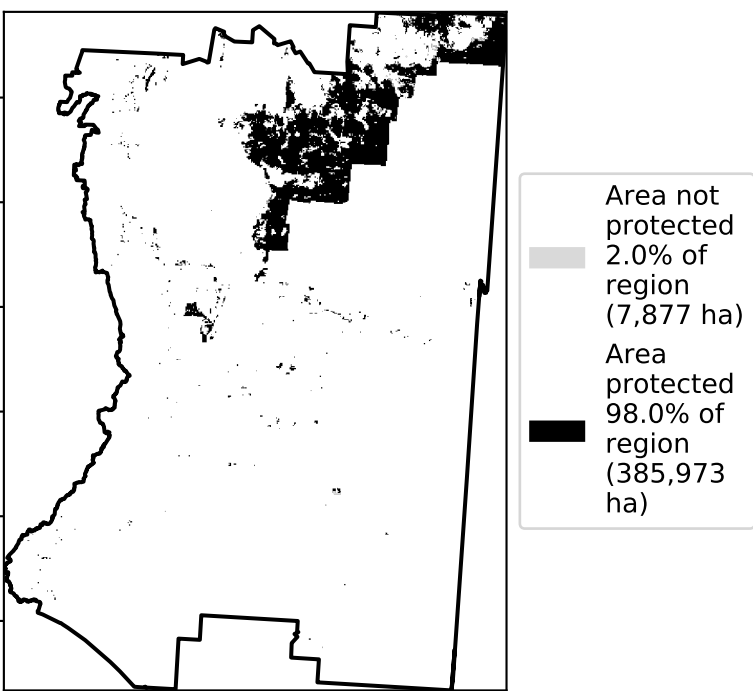 Area not
protected
2.0% of
region
(7,877 ha)
Area
protected
98.0% of
region
(385,973
ha)